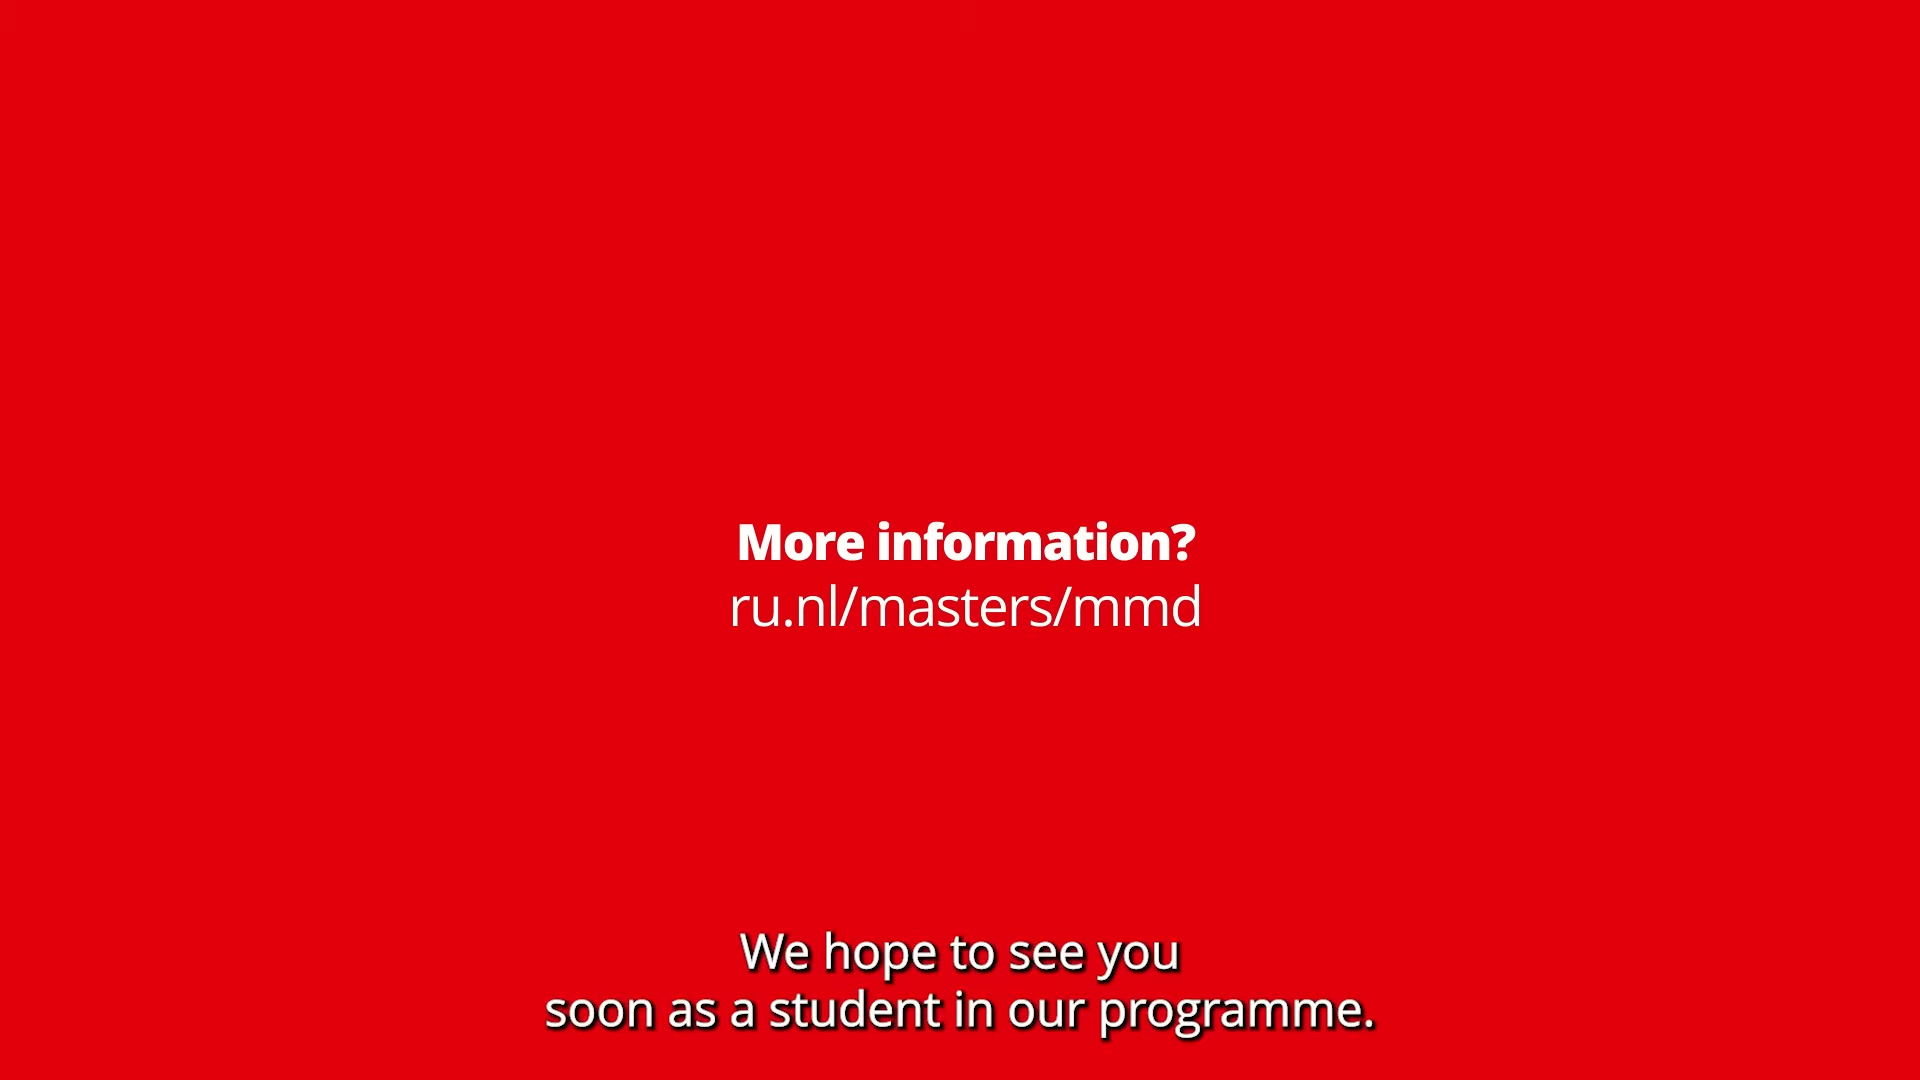 More information?
ru.nl/masters/mmd
We hope to see you
soon as a student in our programme.